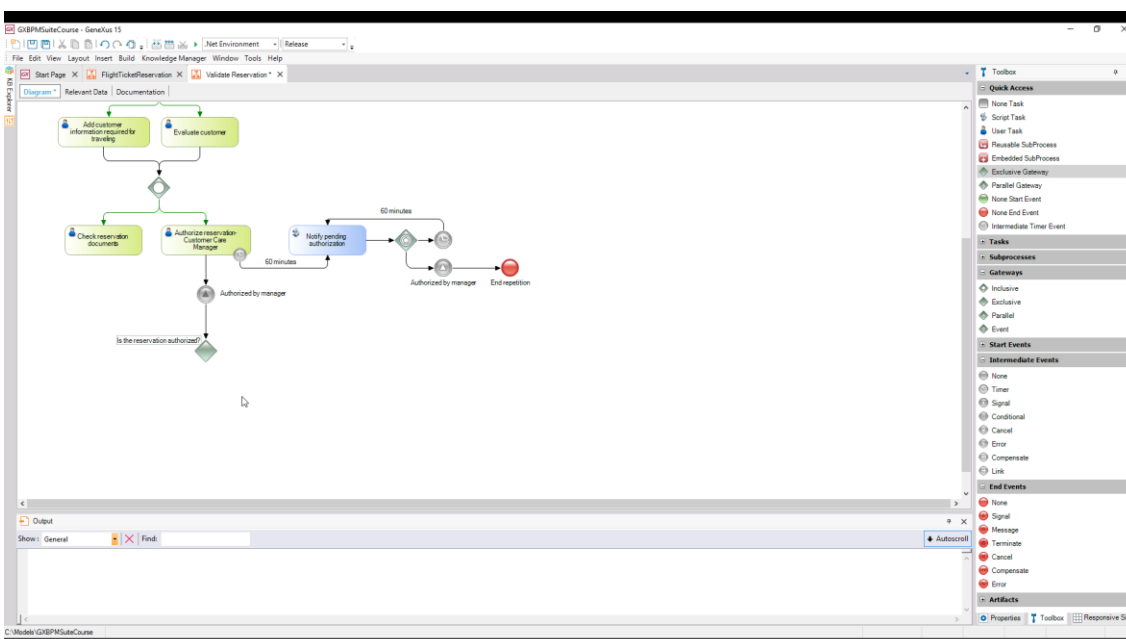 GXBPMSuiteCourse - GeneXus 15
.Net Environment Release
File Edit View Layout Insert Build Knowledge Manager Window Tools Help
Start Page FlightTicketReservation Validate Reservation *
Diagram * Relevant Data Documentation
KB Explorer
Add customer
information required for
traveling
Evaluate customer
Check reservation
documents
Authorize reservation-
Customer Care
Manager
60 minutes
Notify pending
authorization
60 minutes
Authorized by manager
End repetition
Authorized by manager
Is the reservation authorized?
Output
Show: General Find:
Autoscroll
C:\Models\GXBPMSuiteCourse
Toolbox
Quick Access
None Task
Script Task
User Task
Reusable SubProcess
Embedded SubProcess
Exclusive Gateway
Parallel Gateway
None Start Event
None End Event
Intermediate Timer Event
Tasks
Subprocesses
Gateways
Inclusive
Exclusive
Parallel
Event
Start Events
Intermediate Events
None
Timer
Signal
Conditional
Cancel
Error
Compensate
Link
End Events
None
Signal
Message
Terminate
Cancel
Compensate
Error
Artifacts
Properties Toolbox Responsive S